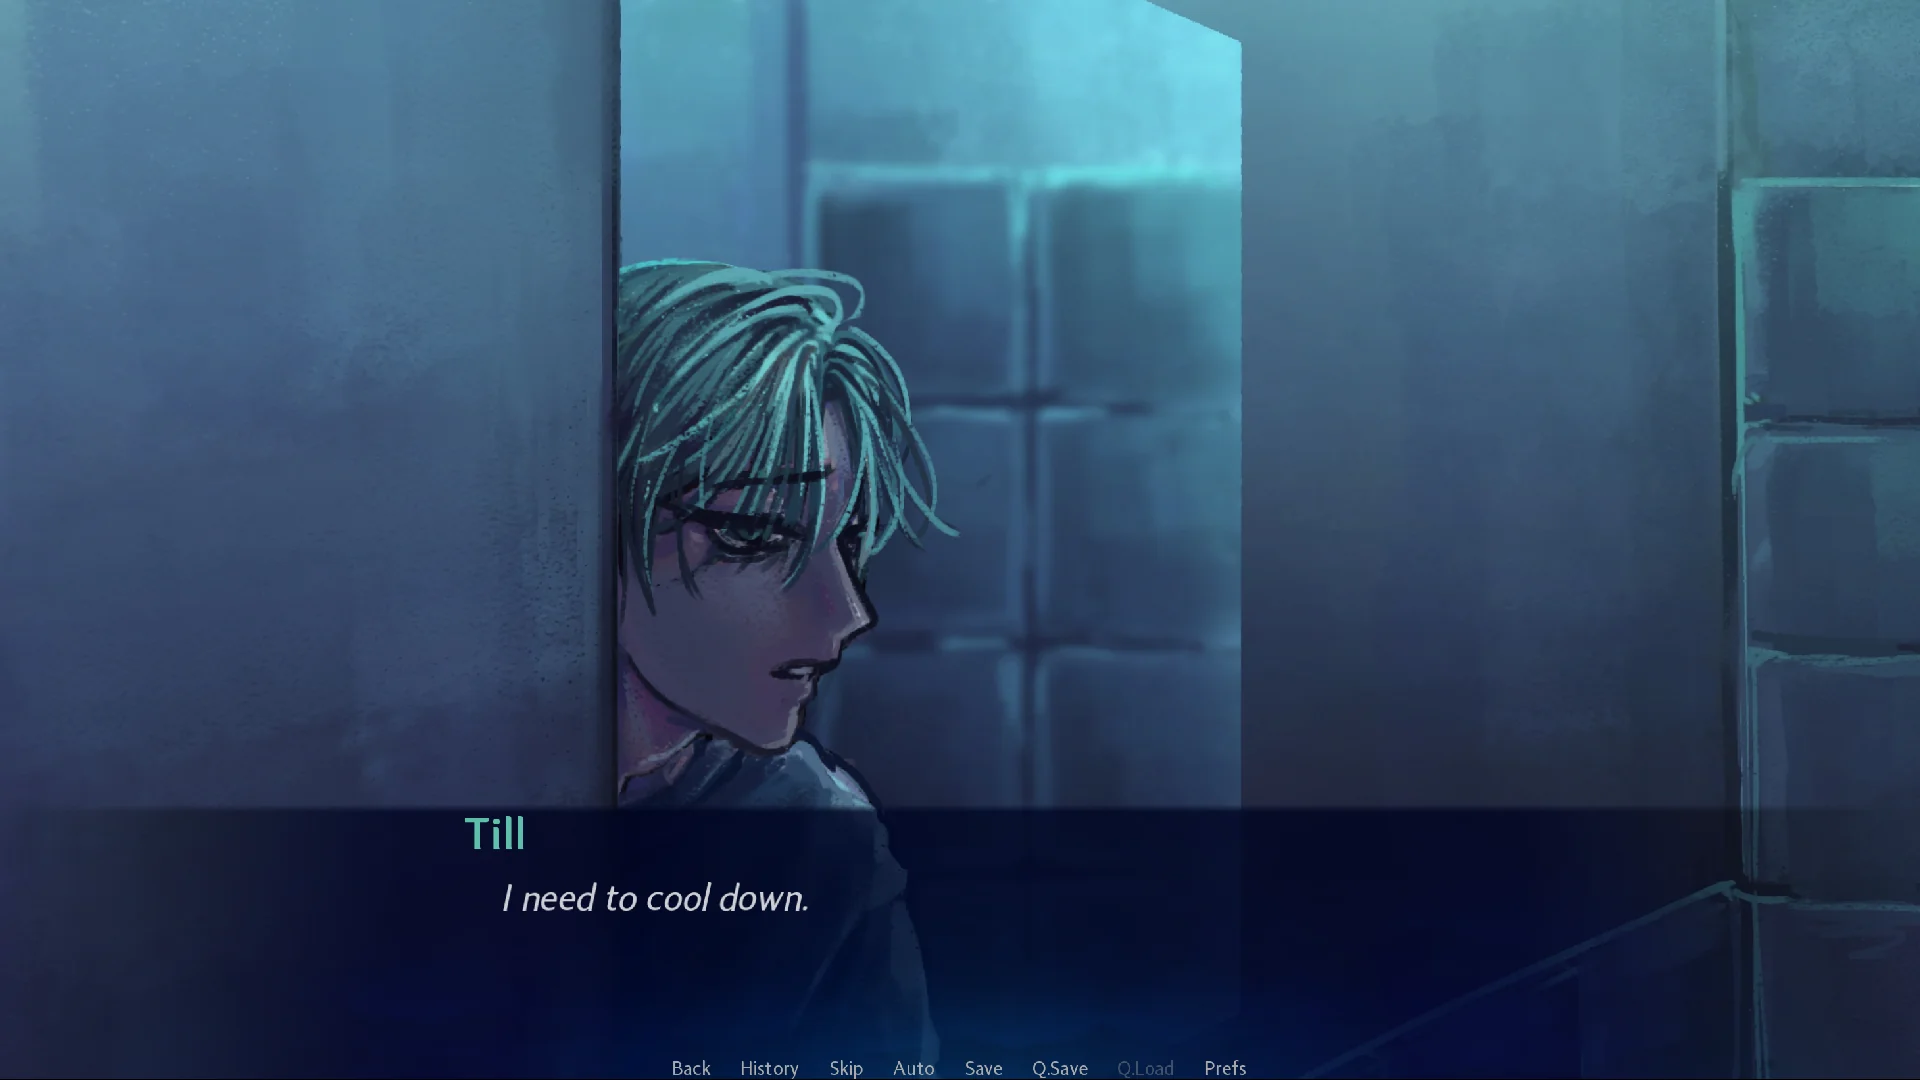 Till
I need to cool down.
Back History Skip Auto Save Q.Save Q.Load Prefs